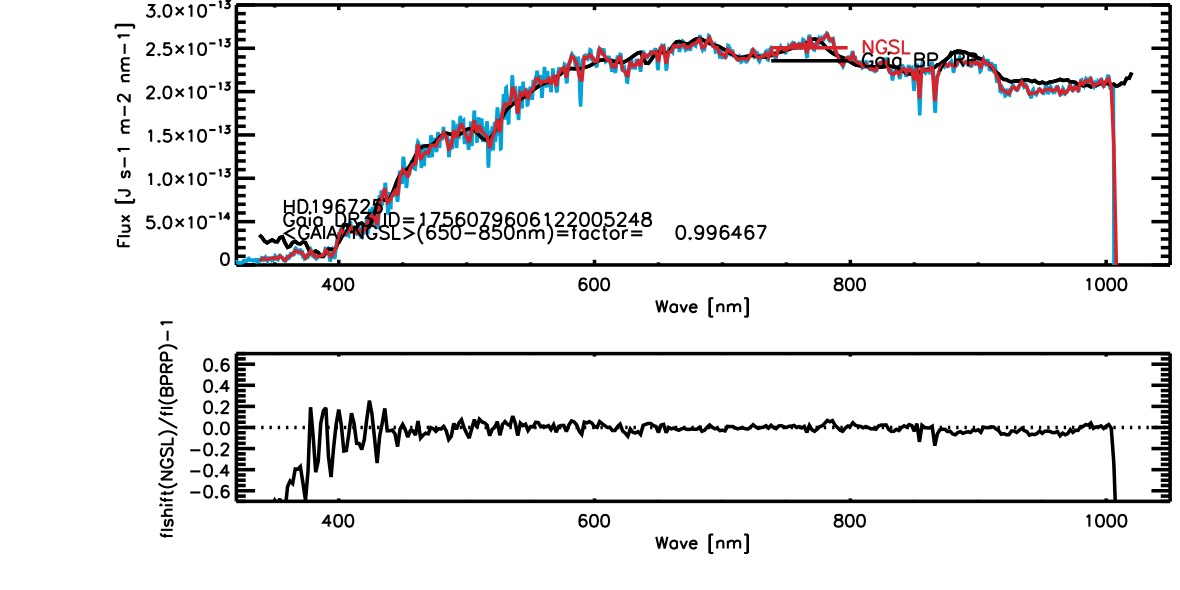 3.0×10−13
2.5×10−13
2.0×10−13
1.5×10−13
1.0×10−13
5.0×10−14
0
Flux [J s−1 m−2 nm−1]
NGSL
Gaia BP, RP
HD196725
Gaia DR3 ID=1756079606122005248
<GAIA/NGSL>(650−850nm)=factor= 0.996467
400 600 800 1000
Wave [nm]
flshift(NGSL)/fl(BPRP)−1
0.6
0.4
0.2
0.0
−0.2
−0.4
−0.6
400 600 800 1000
Wave [nm]